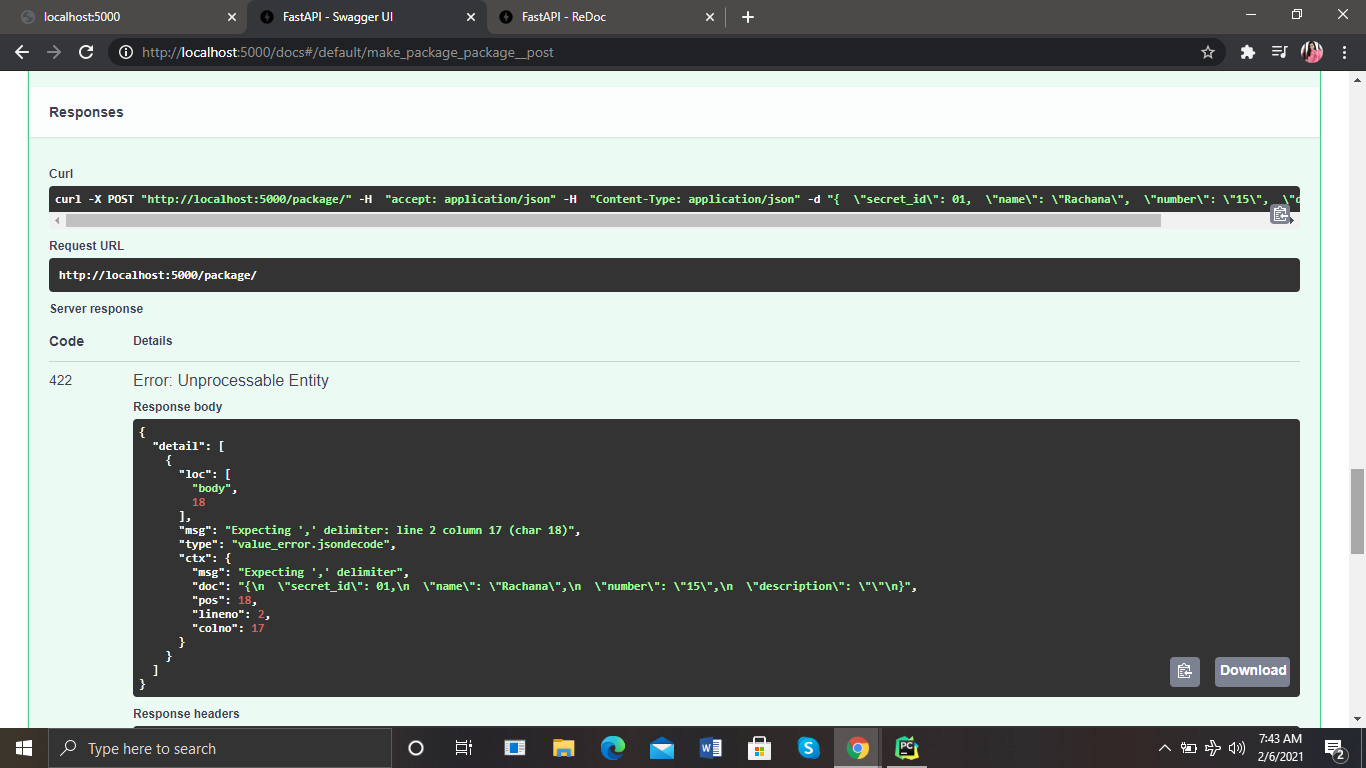 localhost:5000
FastAPI - Swagger UI
FastAPI - ReDoc
http://localhost:5000/docs#/default/make_package_package__post
Responses
Curl
curl -X POST "http://localhost:5000/package/" -H  "accept: application/json" -H  "Content-Type: application/json" -d "{  \"secret_id\": 01,  \"name\": \"Rachana\",  \"number\": \"15\",  \"d
Request URL
http://localhost:5000/package/
Server response
Code Details
422 Error: Unprocessable Entity
Response body
{
  "detail": [
    {
      "loc": [
        "body",
        18
      ],
      "msg": "Expecting ',' delimiter: line 2 column 17 (char 18)",
      "type": "value_error.jsondecode",
      "ctx": {
        "msg": "Expecting ',' delimiter",
        "doc": "{\n  \"secret_id\": 01,\n  \"name\": \"Rachana\",\n  \"number\": \"15\",\n  \"description\": \"\"\n}",
        "pos": 18,
        "lineno": 2,
        "colno": 17
      }
    }
  ]
}
Download
Response headers
Type here to search
7:43 AM
2/6/2021
2